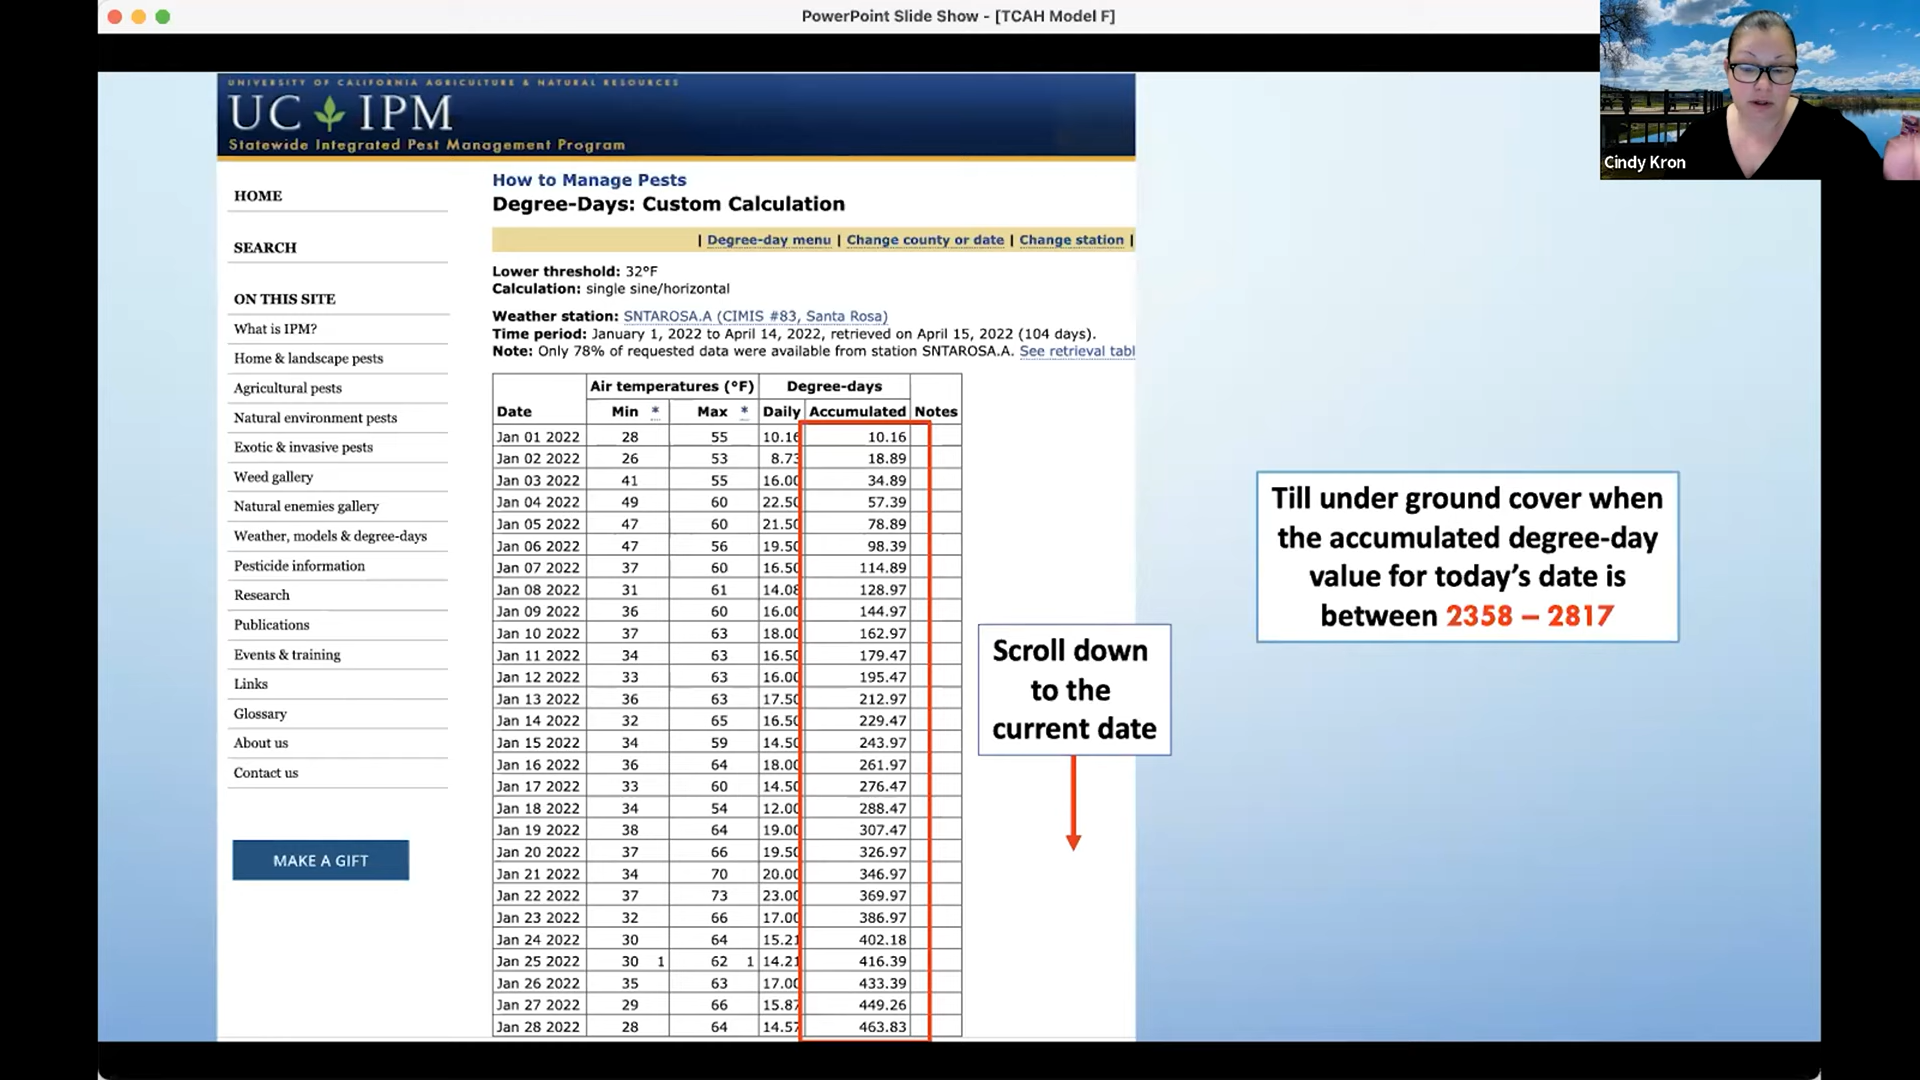 PowerPoint Slide Show - [TCAH Model F]
Cindy Kron
UNIVERSITY OF CALIFORNIA AGRICULTURE & NATURAL RESOURCES
UC IPM
Statewide Integrated Pest Management Program
HOME
SEARCH
ON THIS SITE
What is IPM?
Home & landscape pests
Agricultural pests
Natural environment pests
Exotic & invasive pests
Weed gallery
Natural enemies gallery
Weather, models & degree-days
Pesticide information
Research
Publications
Events & training
Links
Glossary
About us
Contact us
MAKE A GIFT
How to Manage Pests
Degree-Days: Custom Calculation
| Degree-day menu | Change county or date | Change station |
Lower threshold: 32°F
Calculation: single sine/horizontal
Weather station: SNTAROSA.A (CIMIS #83, Santa Rosa)
Time period: January 1, 2022 to April 14, 2022, retrieved on April 15, 2022 (104 days).
Note: Only 78% of requested data were available from station SNTAROSA.A. See retrieval tabl
Air temperatures (°F) Degree-days
Date Min * Max * Daily Accumulated Notes
Jan 01 2022 28 55 10.16 10.16
Jan 02 2022 26 53 8.73 18.89
Jan 03 2022 41 55 16.00 34.89
Jan 04 2022 49 60 22.50 57.39
Jan 05 2022 47 60 21.50 78.89
Jan 06 2022 47 56 19.50 98.39
Jan 07 2022 37 60 16.50 114.89
Jan 08 2022 31 61 14.08 128.97
Jan 09 2022 36 60 16.00 144.97
Jan 10 2022 37 63 18.00 162.97
Jan 11 2022 34 63 16.50 179.47
Jan 12 2022 33 63 16.00 195.47
Jan 13 2022 36 63 17.50 212.97
Jan 14 2022 32 65 16.50 229.47
Jan 15 2022 34 59 14.50 243.97
Jan 16 2022 36 64 18.00 261.97
Jan 17 2022 33 60 14.50 276.47
Jan 18 2022 34 54 12.00 288.47
Jan 19 2022 38 64 19.00 307.47
Jan 20 2022 37 66 19.50 326.97
Jan 21 2022 34 70 20.00 346.97
Jan 22 2022 37 73 23.00 369.97
Jan 23 2022 32 66 17.00 386.97
Jan 24 2022 30 64 15.21 402.18
Jan 25 2022 30 1 62 1 14.21 416.39
Jan 26 2022 35 63 17.00 433.39
Jan 27 2022 29 66 15.87 449.26
Jan 28 2022 28 64 14.57 463.83
Scroll down
to the
current date
Till under ground cover when
the accumulated degree-day
value for today's date is
between 2358 – 2817